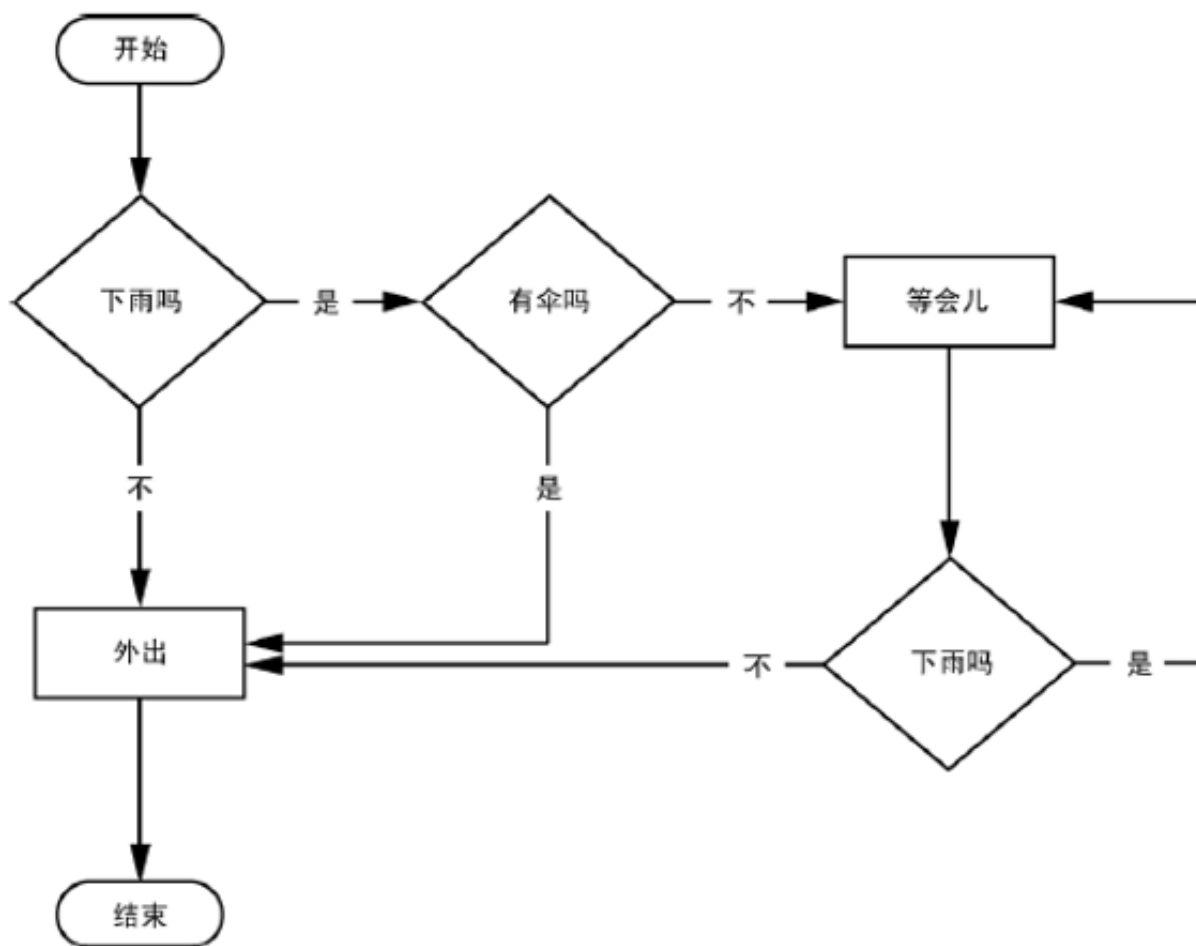 开始
下雨吗
是
有伞吗
不
等会儿
不
是
外出
不
下雨吗
是
结束